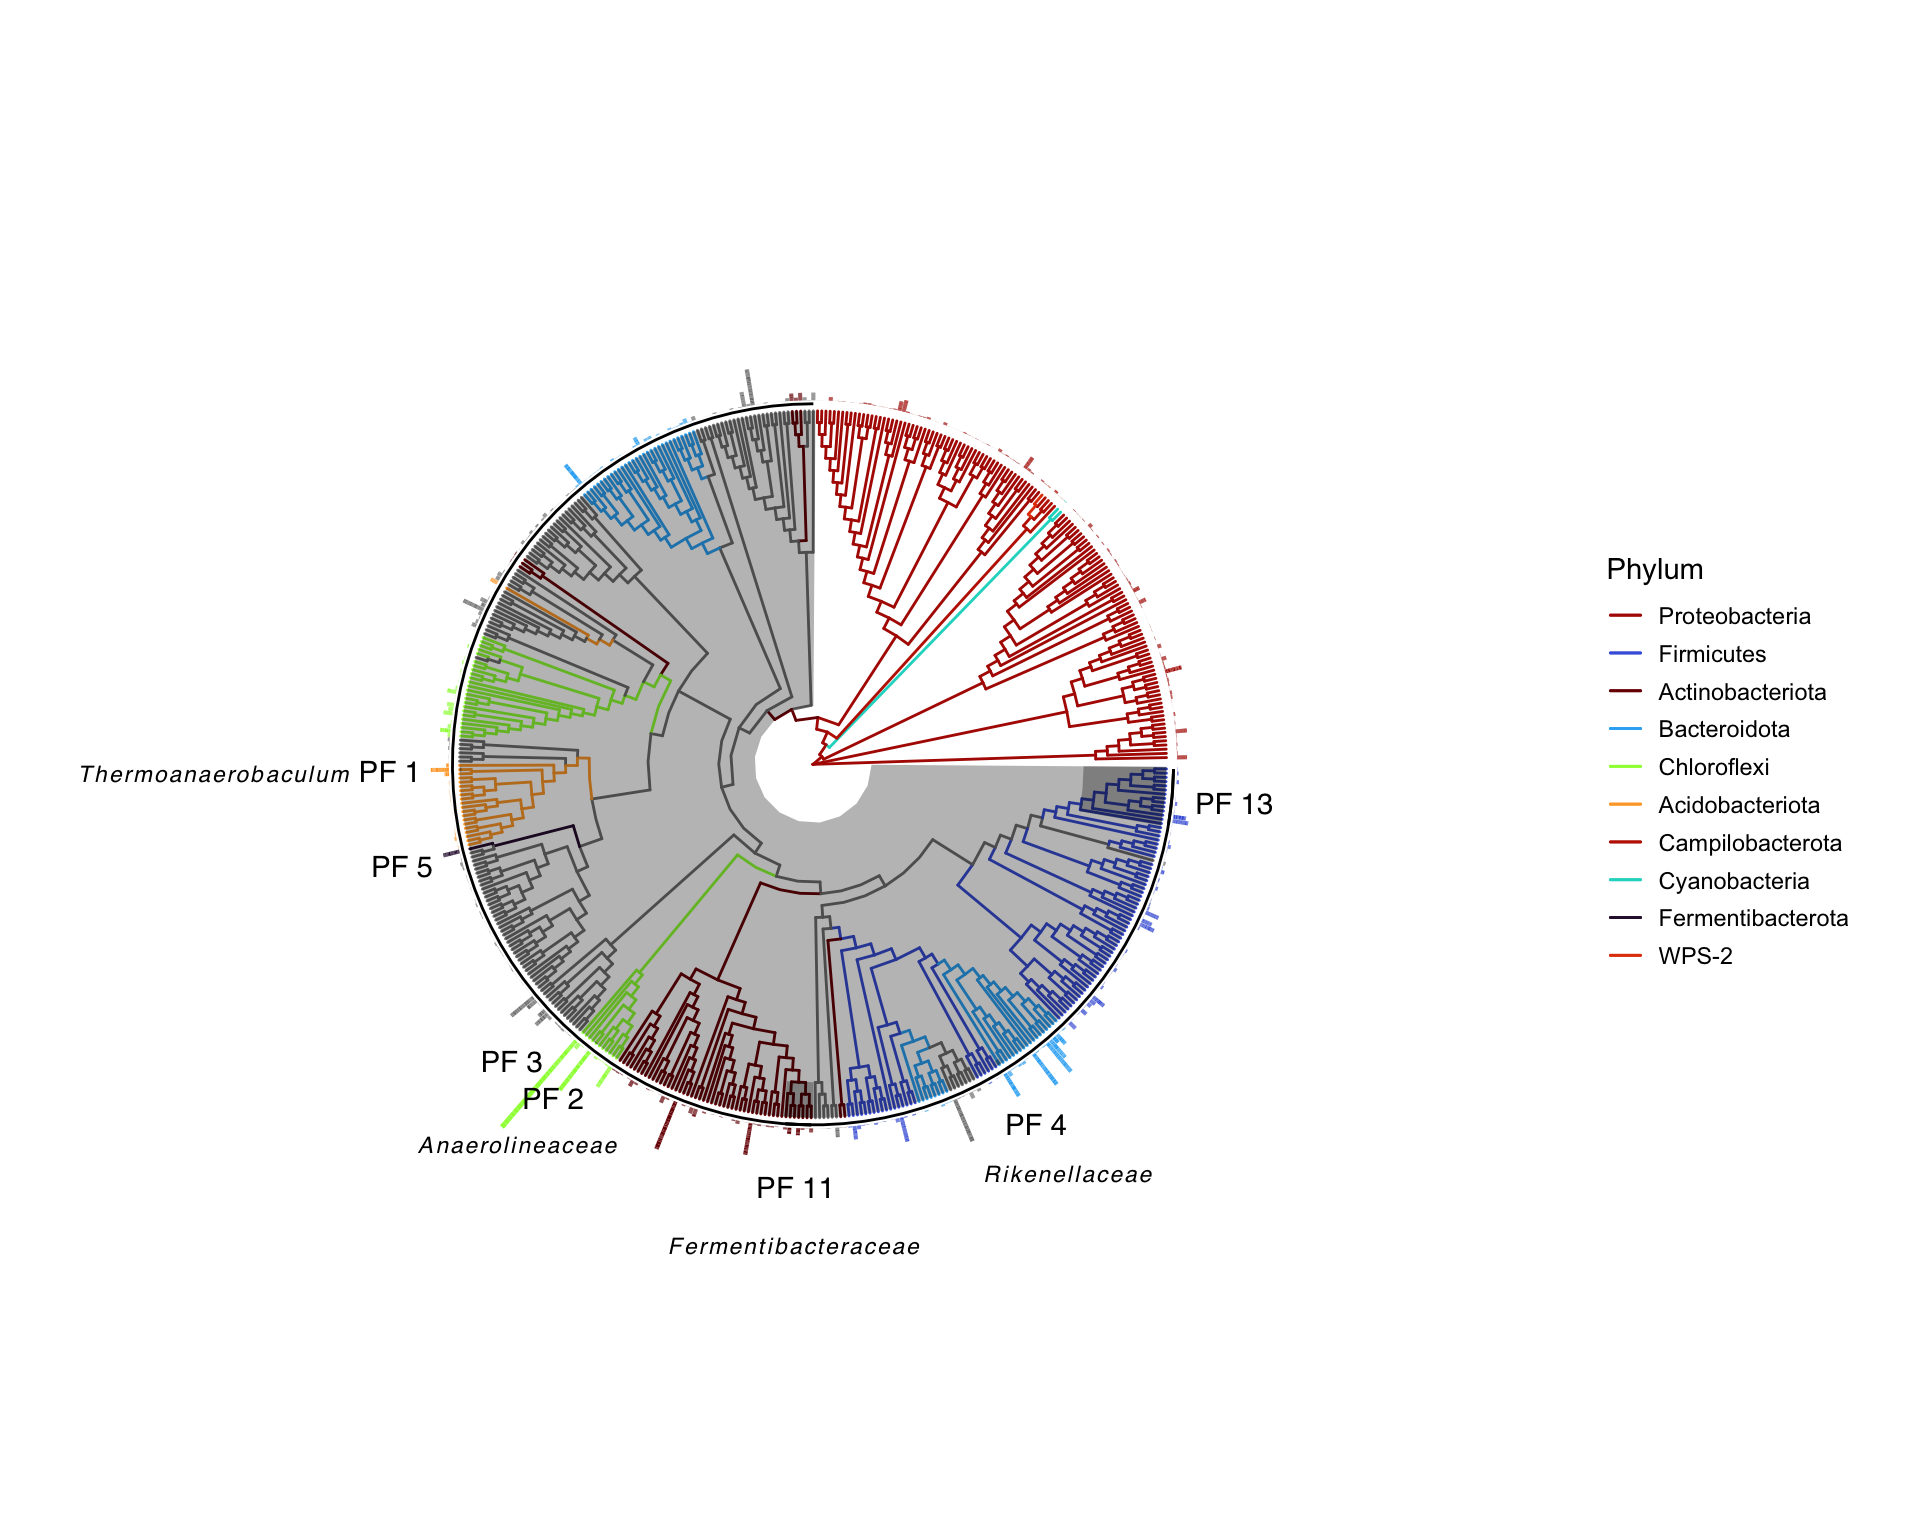 Phylum
Proteobacteria
Firmicutes
Actinobacteriota
Bacteroidota
Chloroflexi
Acidobacteriota
Campilobacterota
Cyanobacteria
Fermentibacterota
WPS-2
Thermoanaerobaculum PF 1
PF 13
PF 5
PF 3
PF 2
Anaerolineaceae
PF 4
Rikenellaceae
PF 11
Fermentibacteraceae